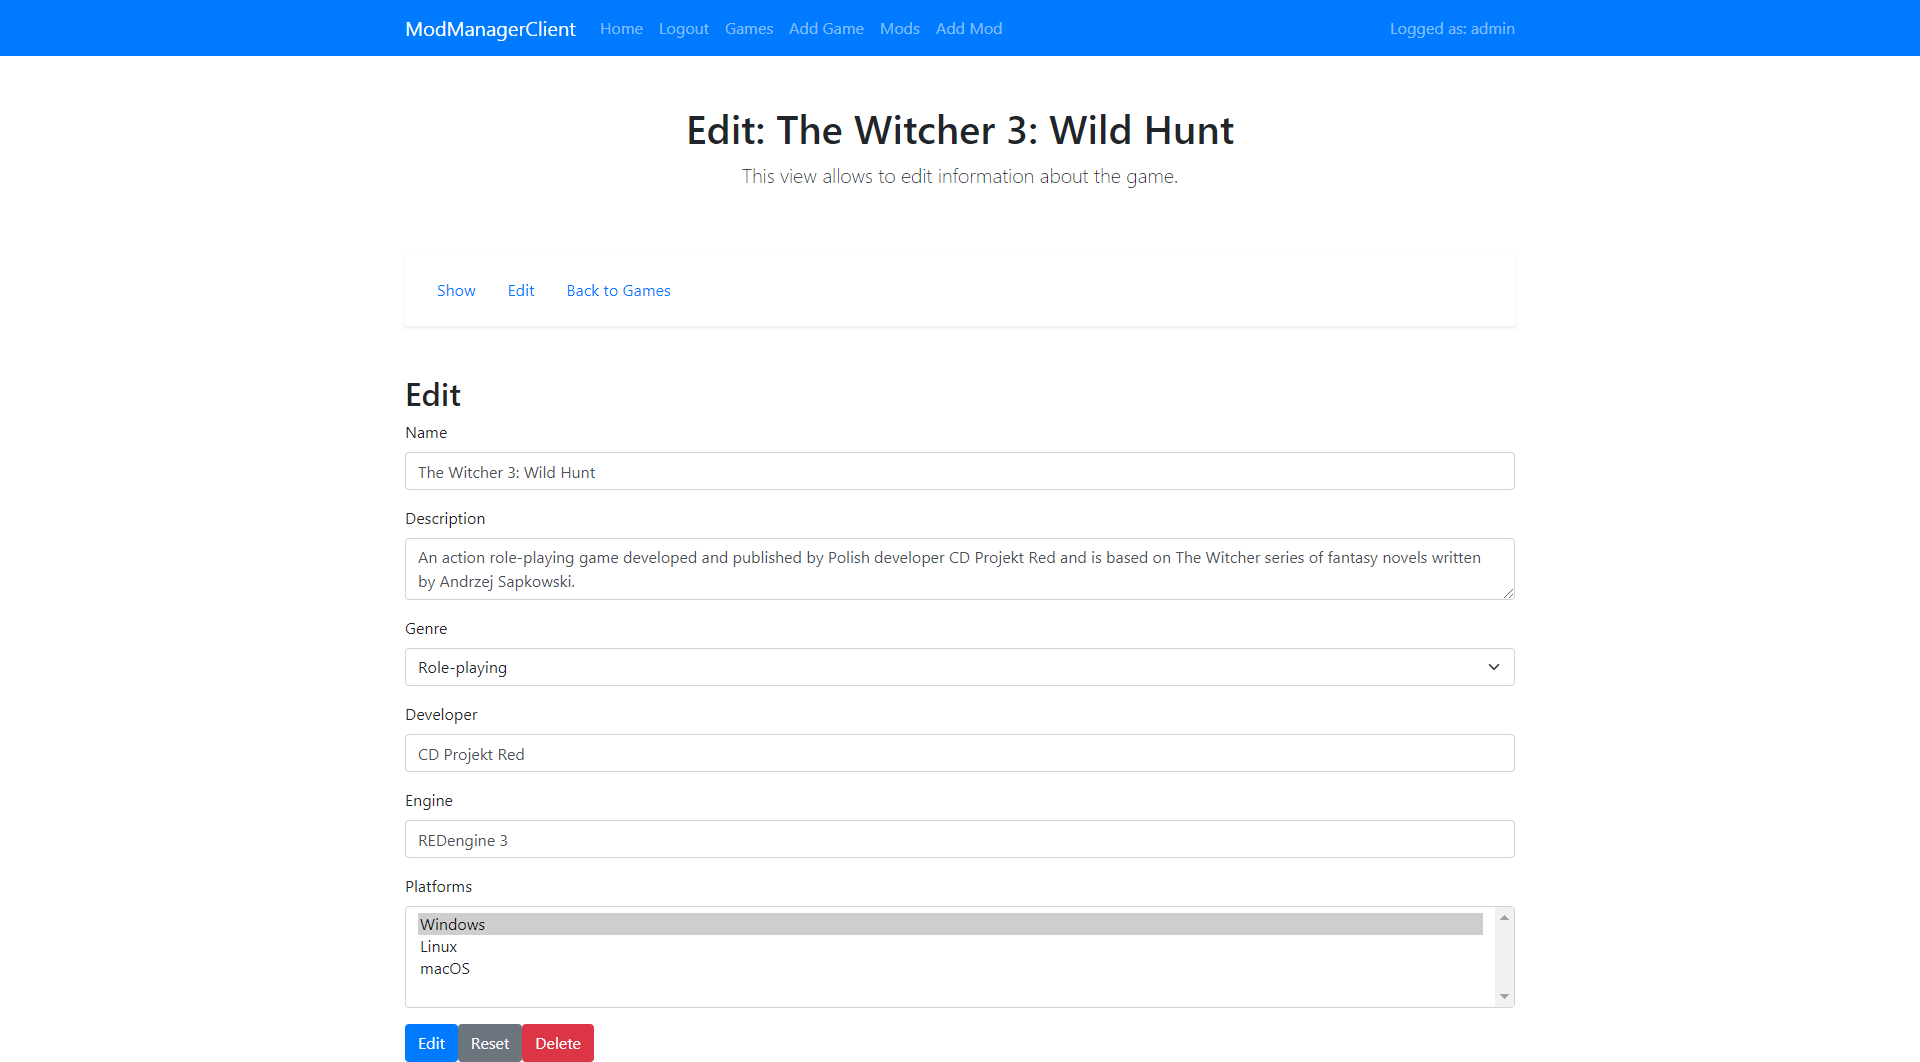 ModManagerClient Home Logout Games Add Game Mods Add Mod Logged as: admin
Edit: The Witcher 3: Wild Hunt
This view allows to edit information about the game.
Show Edit Back to Games
Edit
Name
The Witcher 3: Wild Hunt
Description
An action role-playing game developed and published by Polish developer CD Projekt Red and is based on The Witcher series of fantasy novels written
by Andrzej Sapkowski.
Genre
Role-playing
Developer
CD Projekt Red
Engine
REDengine 3
Platforms
Windows
Linux
macOS
Edit Reset Delete